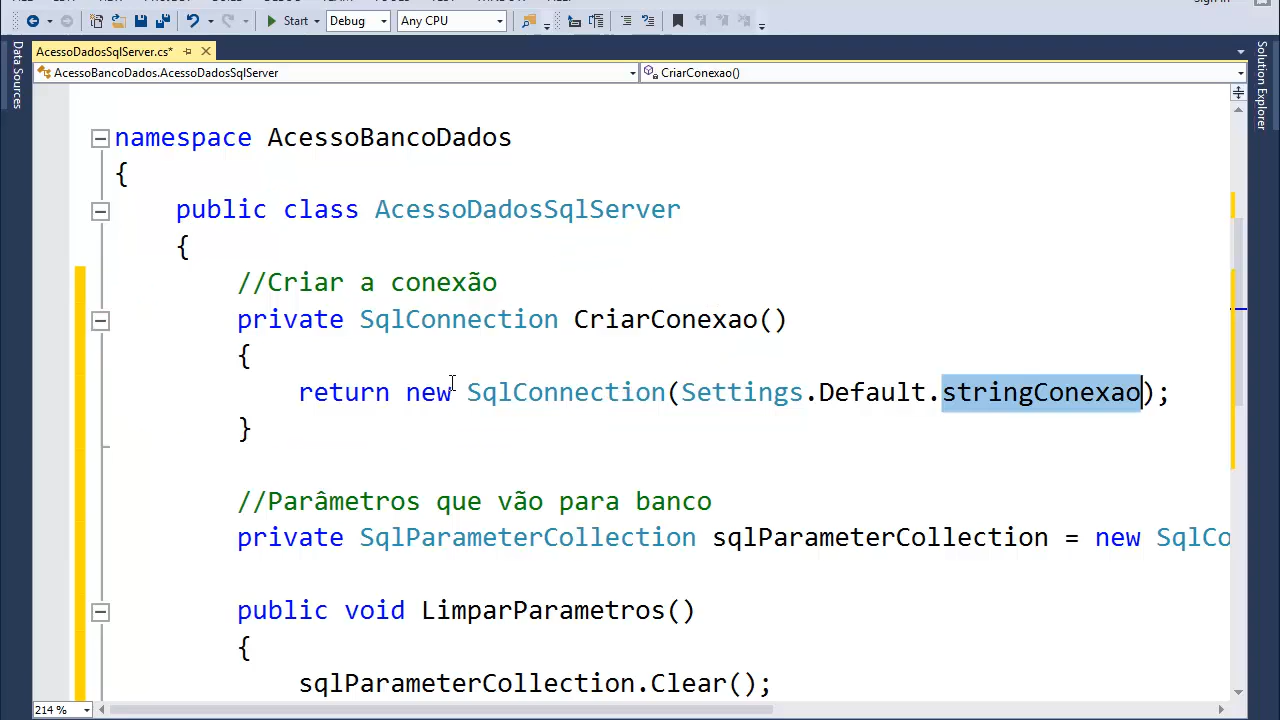 Start Debug Any CPU
AcessoDadosSqlServer.cs*
AcessoBancoDados.AcessoDadosSqlServer CriarConexao()
Data Sources
Solution Explorer
namespace AcessoBancoDados
{
public class AcessoDadosSqlServer
{
//Criar a conexão
private SqlConnection CriarConexao()
{
return new SqlConnection(Settings.Default.stringConexao);
}
//Parâmetros que vão para banco
private SqlParameterCollection sqlParameterCollection = new SqlCo
public void LimparParametros()
{
sqlParameterCollection.Clear();
214 %